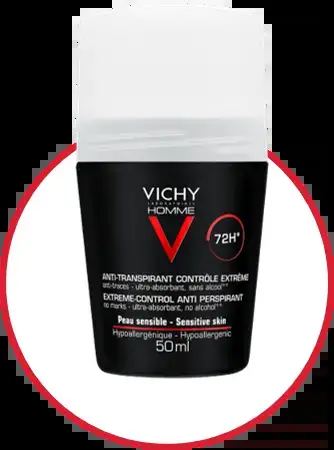 VICHY
LABORATOIRES
HOMME
V
72H*
ANTI-TRANSPIRANT CONTRÔLE EXTRÊME
anti-traces - ultra-absorbant, sans alcool**
EXTREME-CONTROL ANTI PERSPIRANT
no marks - ultra-absorbant, no alcohol**
Peau sensible - Sensitive skin
Hypoallergénique - Hypoallergenic
50ml